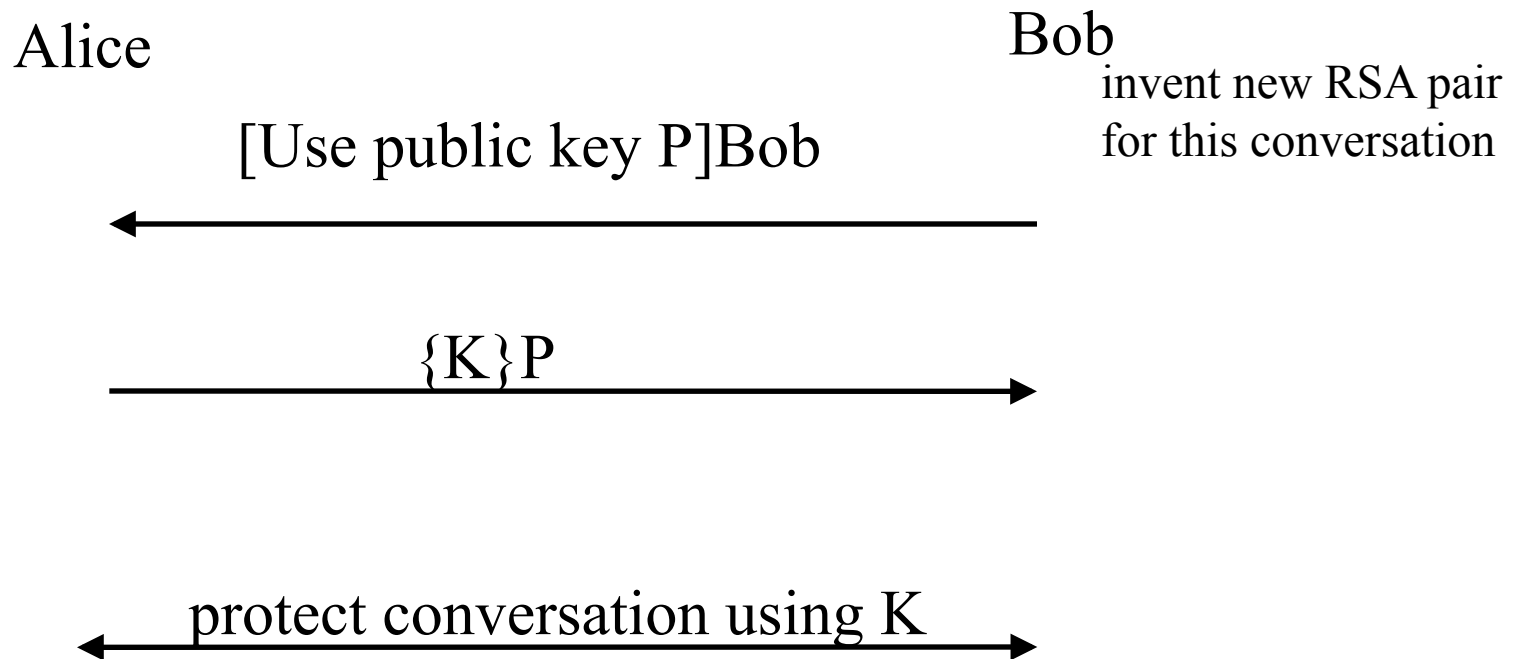 Alice
Bob
invent new RSA pair
for this conversation
[Use public key P]Bob
{K}P
protect conversation using K